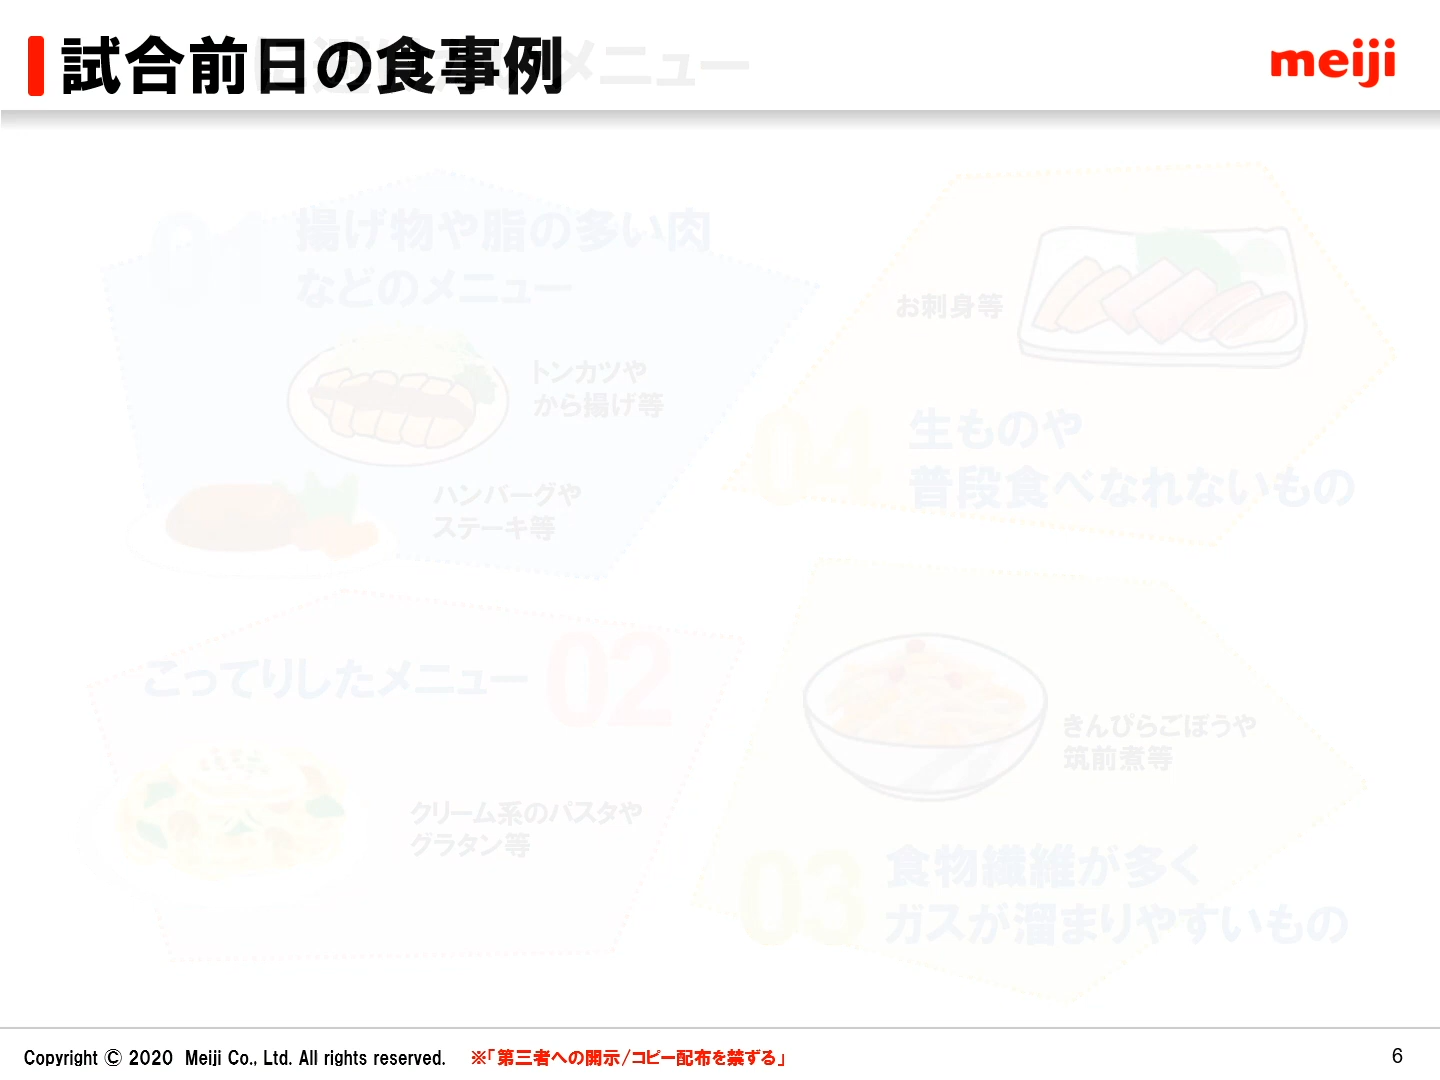 試合前日の食事例
メニュー
meiji
01
揚げ物や脂の多い肉
などのメニュー
トンカツや
から揚げ等
ハンバーグや
ステーキ等
お刺身等
04
生ものや
普段食べなれないもの
こってりしたメニュー
02
クリーム系のパスタや
グラタン等
きんぴらごぼうや
筑前煮等
03
食物繊維が多く
ガスが溜まりやすいもの
Copyright © 2020 Meiji Co., Ltd. All rights reserved.
※「第三者への開示/コピー配布を禁ずる」
6